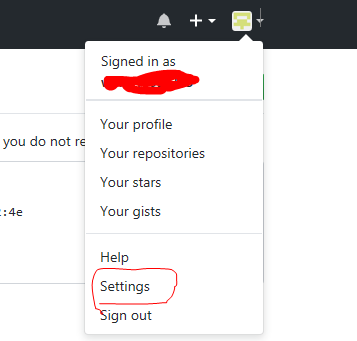 Signed in as
you do not re
:4e
Your profile
Your repositories
Your stars
Your gists
Help
Settings
Sign out